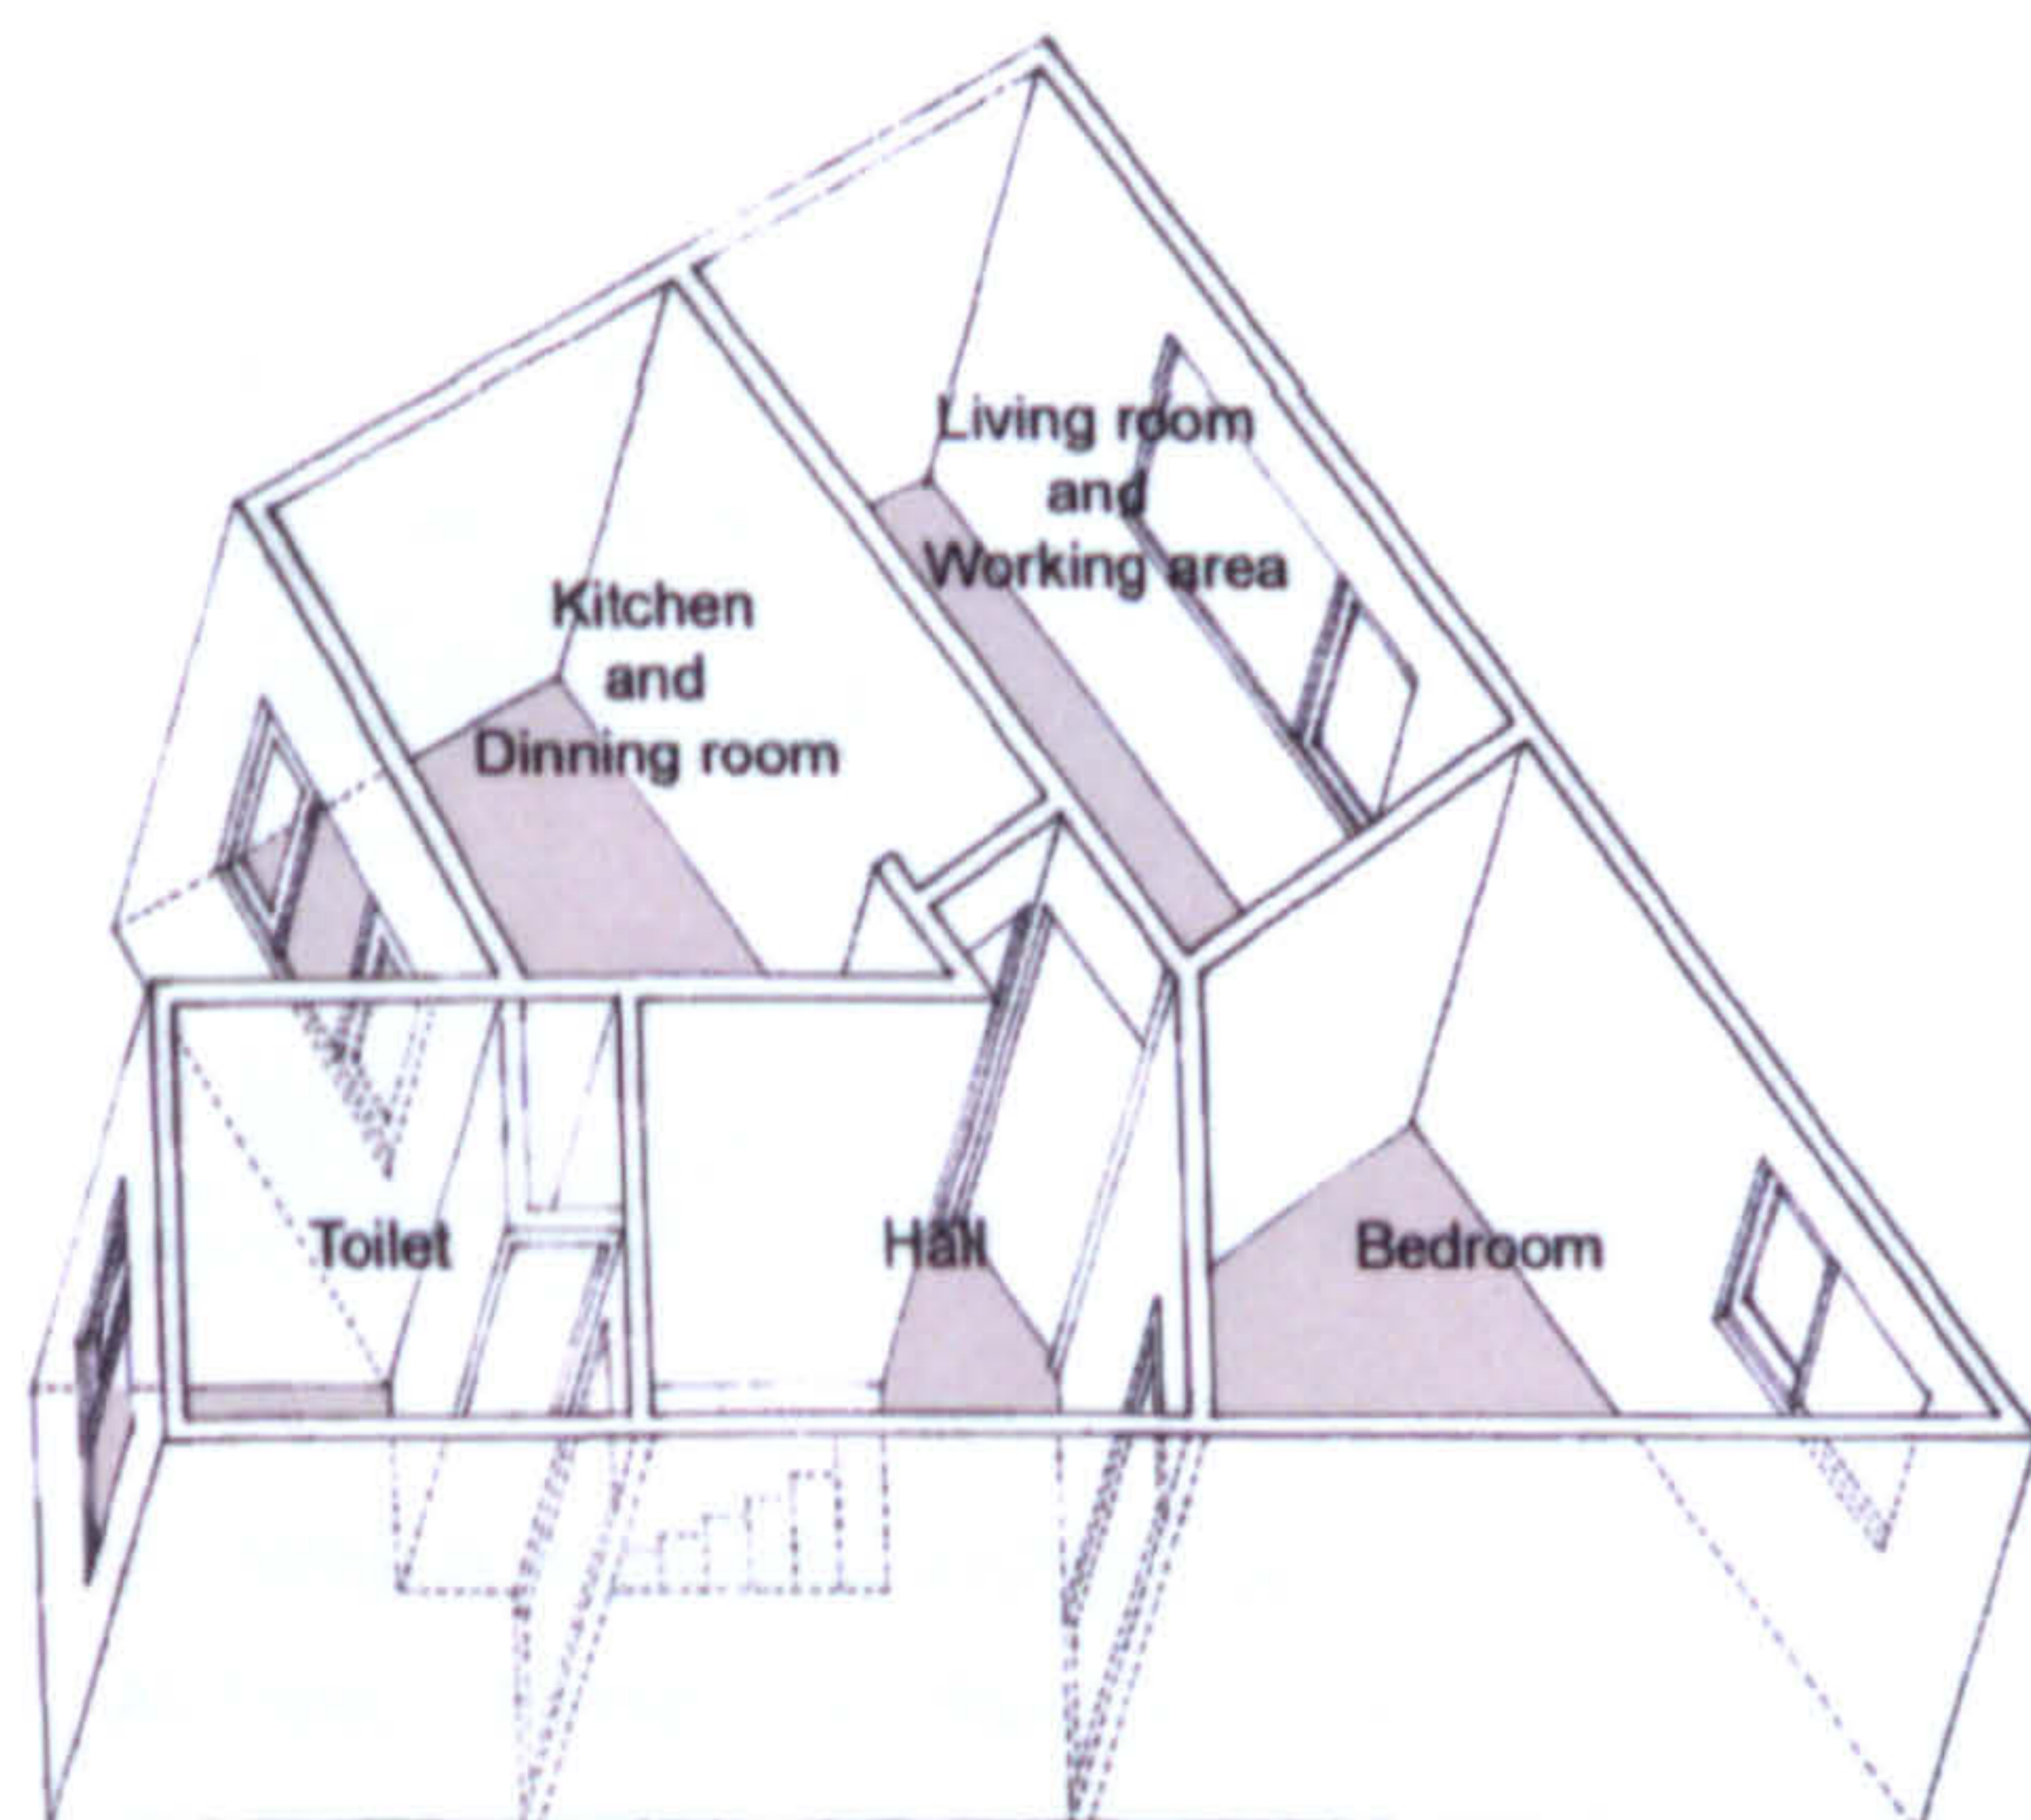 Living room
and
Working area
Kitchen
and
Dinning room
Toilet
Hall
Bedroom